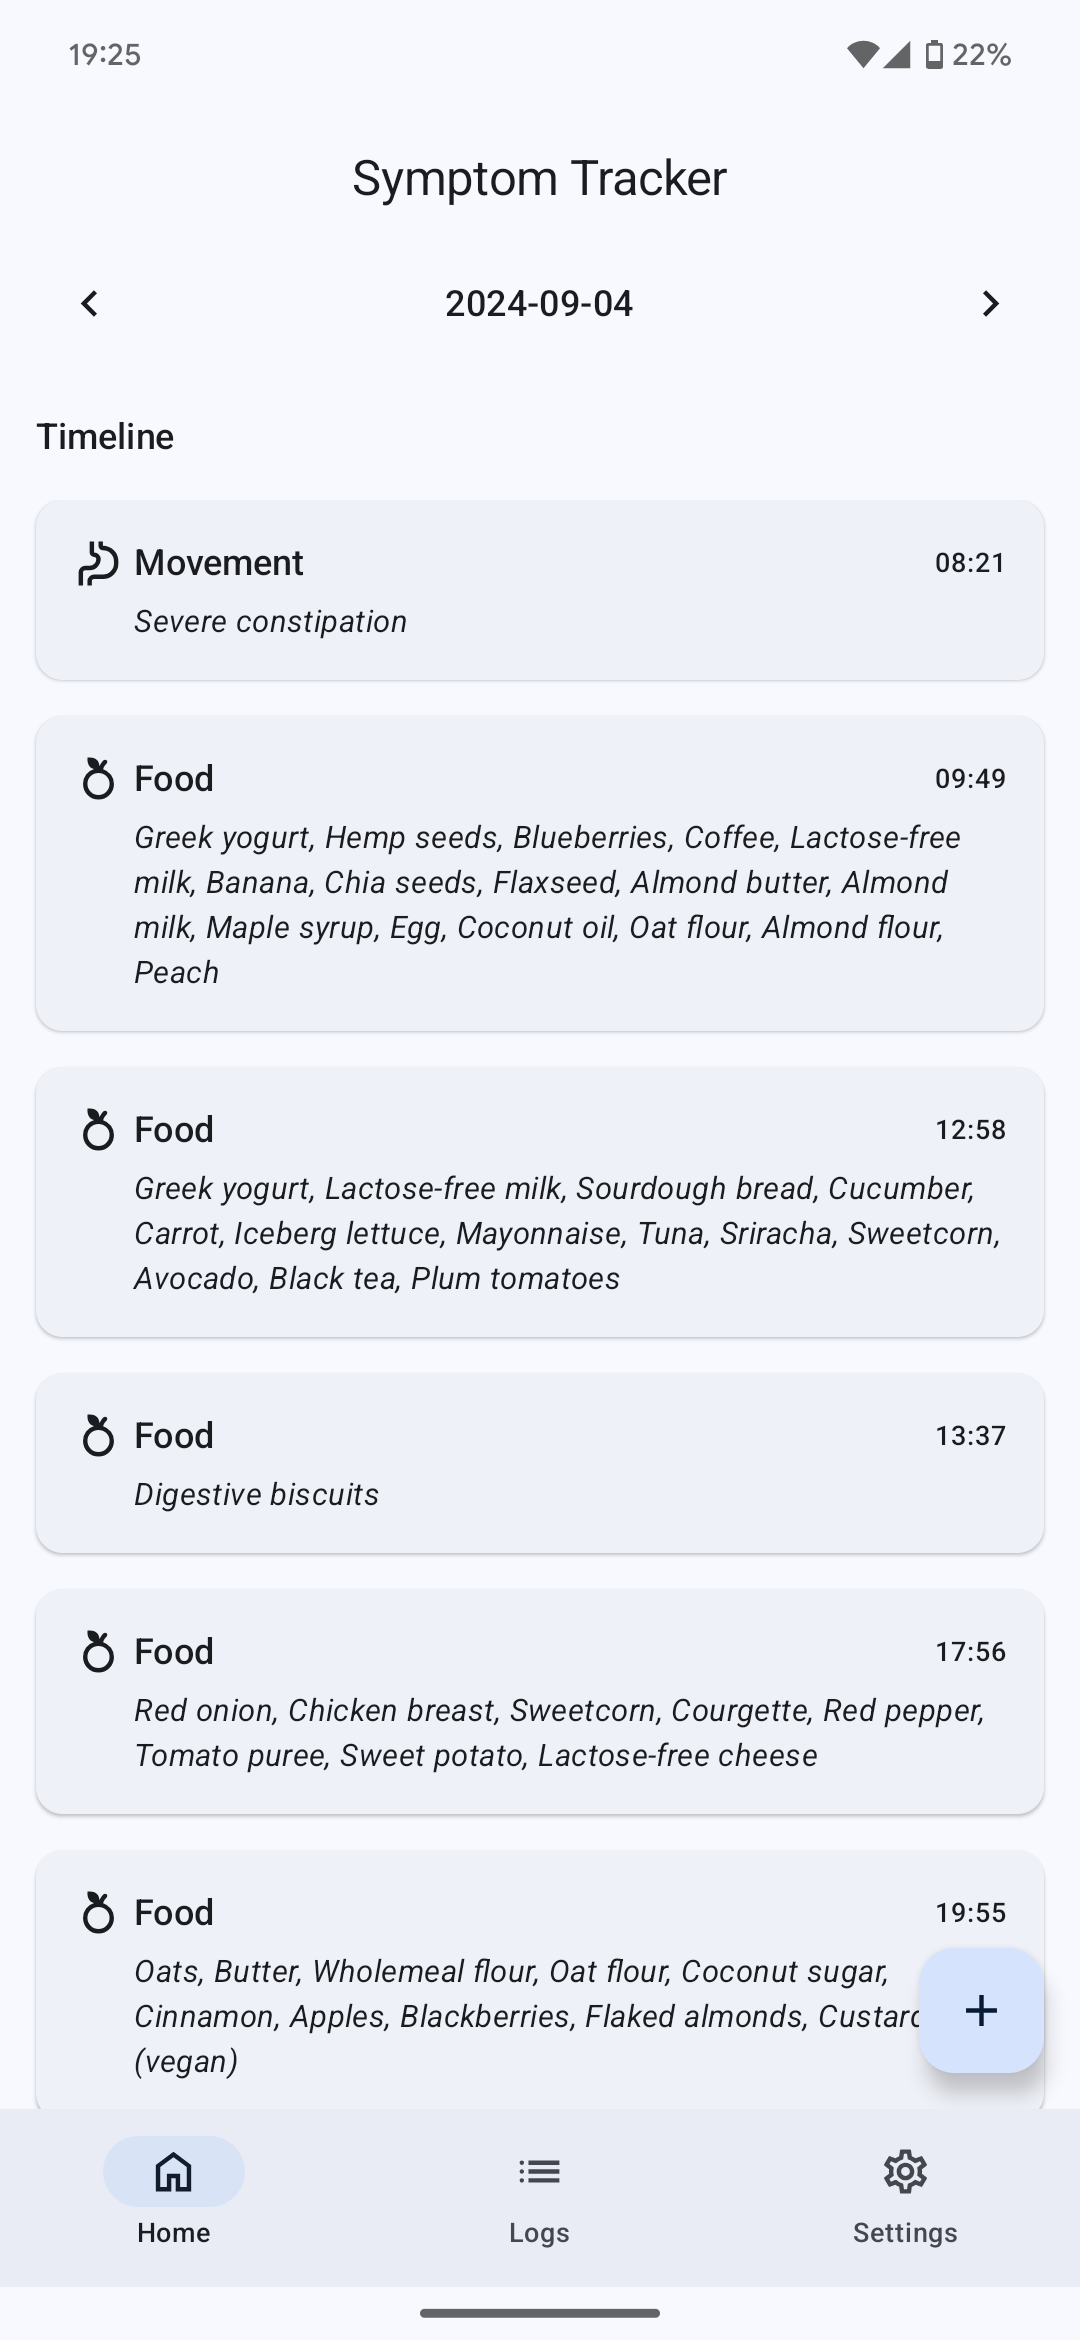 19:25
22%
Symptom Tracker
2024-09-04
Timeline
Movement 08:21
Severe constipation
Food 09:49
Greek yogurt, Hemp seeds, Blueberries, Coffee, Lactose-free
milk, Banana, Chia seeds, Flaxseed, Almond butter, Almond
milk, Maple syrup, Egg, Coconut oil, Oat flour, Almond flour,
Peach
Food 12:58
Greek yogurt, Lactose-free milk, Sourdough bread, Cucumber,
Carrot, Iceberg lettuce, Mayonnaise, Tuna, Sriracha, Sweetcorn,
Avocado, Black tea, Plum tomatoes
Food 13:37
Digestive biscuits
Food 17:56
Red onion, Chicken breast, Sweetcorn, Courgette, Red pepper,
Tomato puree, Sweet potato, Lactose-free cheese
Food 19:55
Oats, Butter, Wholemeal flour, Oat flour, Coconut sugar,
Cinnamon, Apples, Blackberries, Flaked almonds, Custard
(vegan)
Home
Logs
Settings